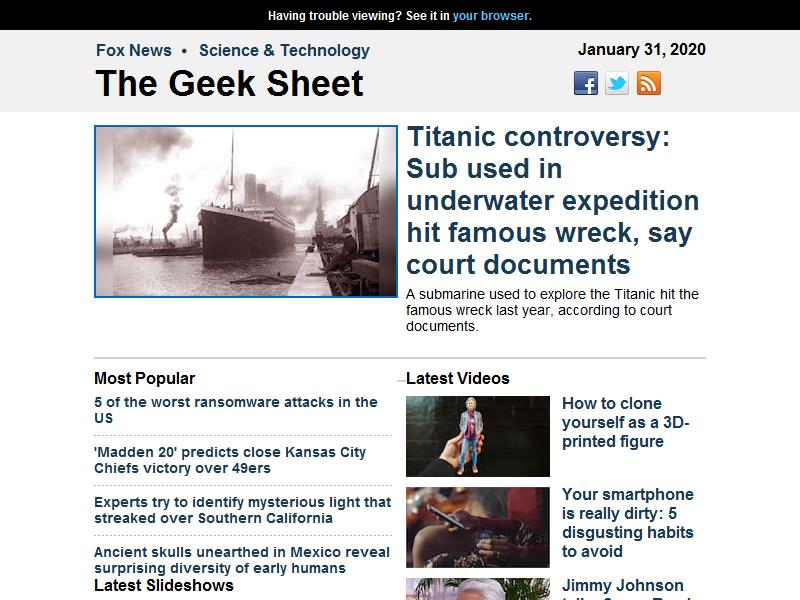 Having trouble viewing? See it in your browser.
Fox News • Science & Technology
January 31, 2020
The Geek Sheet
Titanic controversy:
Sub used in
underwater expedition
hit famous wreck, say
court documents
A submarine used to explore the Titanic hit the
famous wreck last year, according to court
documents.
Most Popular
5 of the worst ransomware attacks in the
US
'Madden 20' predicts close Kansas City
Chiefs victory over 49ers
Experts try to identify mysterious light that
streaked over Southern California
Ancient skulls unearthed in Mexico reveal
surprising diversity of early humans
Latest Slideshows
Latest Videos
How to clone
yourself as a 3D-
printed figure
Your smartphone
is really dirty: 5
disgusting habits
to avoid
Jimmy Johnson